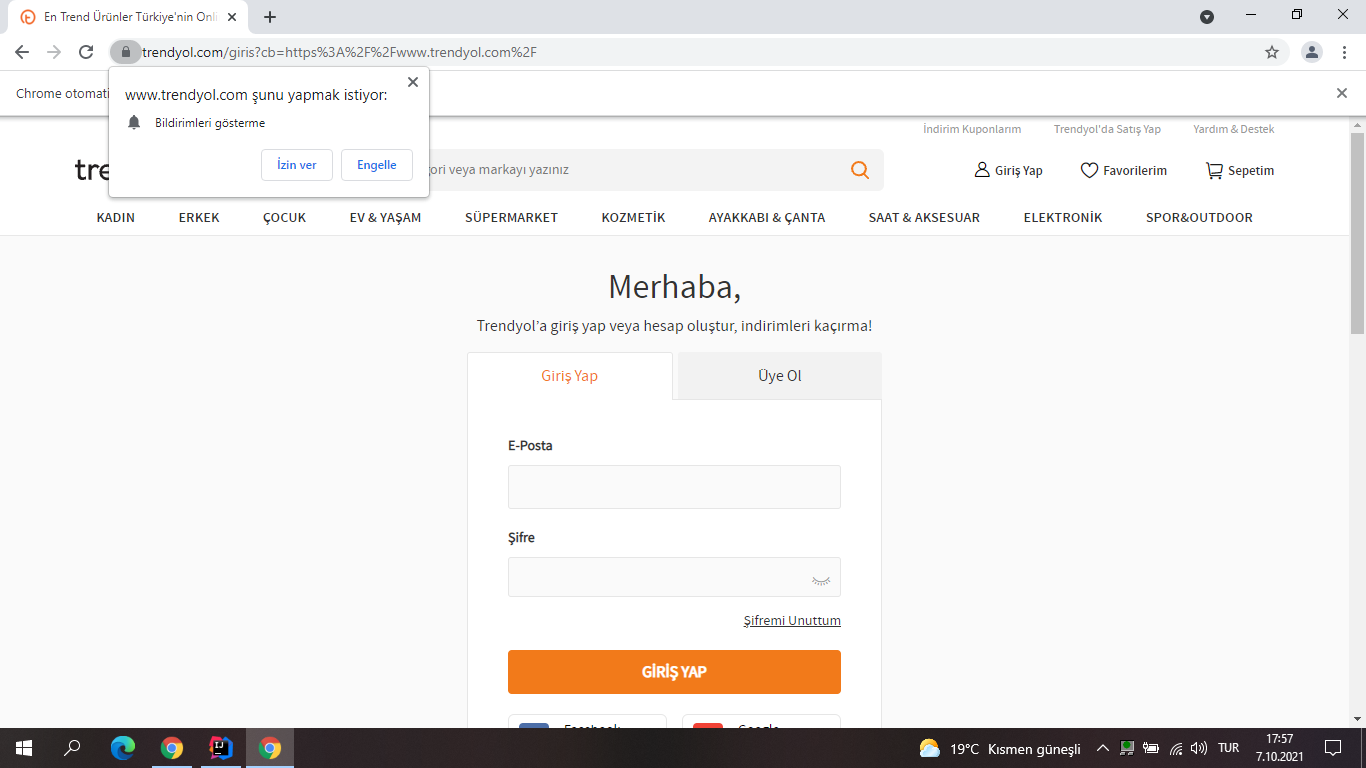 En Trend Ürünler Türkiye'nin Onli
trendyol.com/giris?cb=https%3A%2F%2Fwww.trendyol.com%2F
Chrome otomati
www.trendyol.com şunu yapmak istiyor:
Bildirimleri gösterme
İzin ver
Engelle
İndirim Kuponlarım
Trendyol'da Satış Yap
Yardım & Destek
tre
gori veya markayı yazınız
Giriş Yap
Favorilerim
Sepetim
KADIN
ERKEK
ÇOCUK
EV & YAŞAM
SÜPERMARKET
KOZMETİK
AYAKKABI & ÇANTA
SAAT & AKSESUAR
ELEKTRONİK
SPOR&OUTDOOR
Merhaba,
Trendyol’a giriş yap veya hesap oluştur, indirimleri kaçırma!
Giriş Yap
Üye Ol
E-Posta
Şifre
Şifremi Unuttum
GİRİŞ YAP
Facebook
Google
19°C Kısmen güneşli
TUR
17:57
7.10.2021